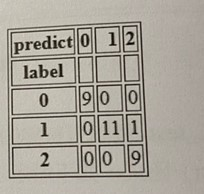 predict 0 1 2
label
0 9 0 0
1 0 11 1
2 0 0 9